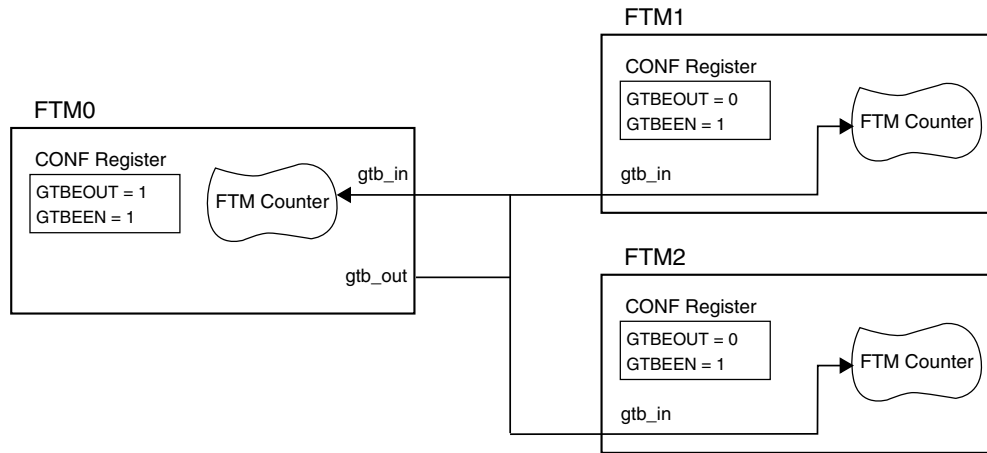 FTM0
CONF Register
GTBEOUT = 1
GTBEEN = 1
FTM Counter
gtb_in
gtb_out
FTM1
CONF Register
GTBEOUT = 0
GTBEEN = 1
FTM Counter
gtb_in
FTM2
CONF Register
GTBEOUT = 0
GTBEEN = 1
FTM Counter
gtb_in